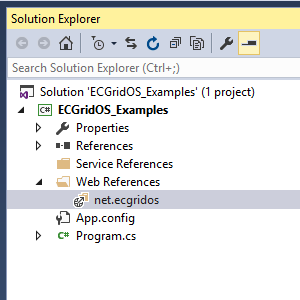 Solution Explorer
Search Solution Explorer (Ctrl+;)
Solution 'ECGridOS_Examples' (1 project)
C# ECGridOS_Examples
Properties
References
Service References
Web References
net.ecgridos
App.config
C# Program.cs